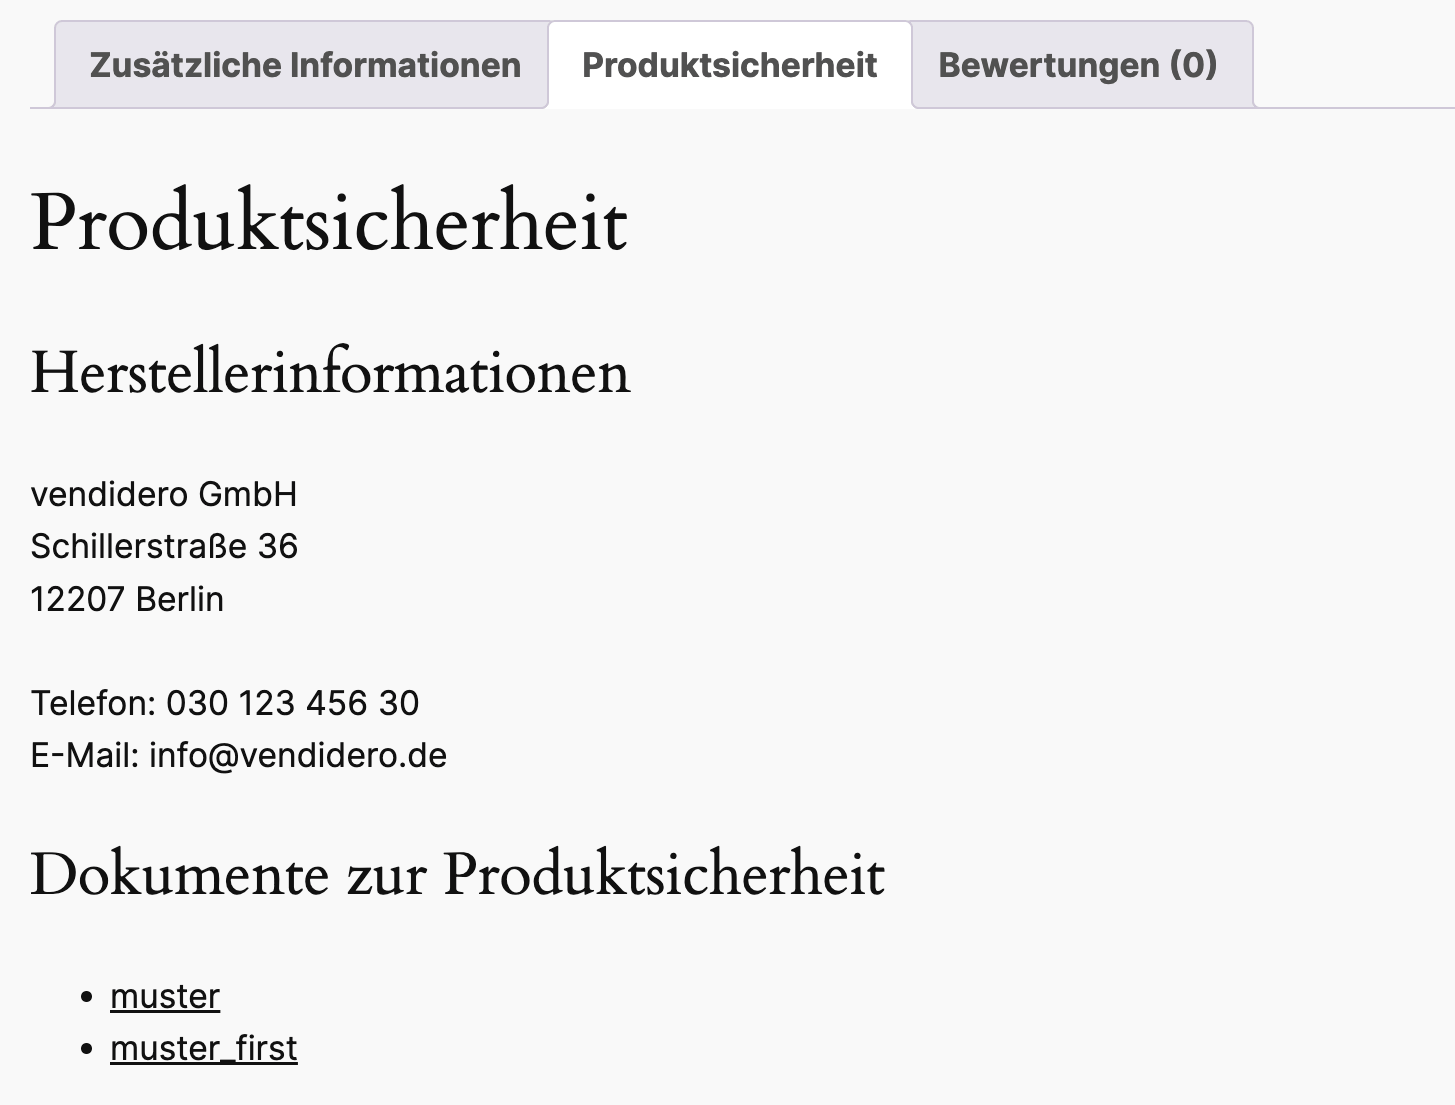 Zusätzliche Informationen Produktsicherheit Bewertungen (0)
Produktsicherheit
Herstellerinformationen
vendidero GmbH
Schillerstraße 36
12207 Berlin
Telefon: 030 123 456 30
E-Mail: info@vendidero.de
Dokumente zur Produktsicherheit
• muster
• muster_first